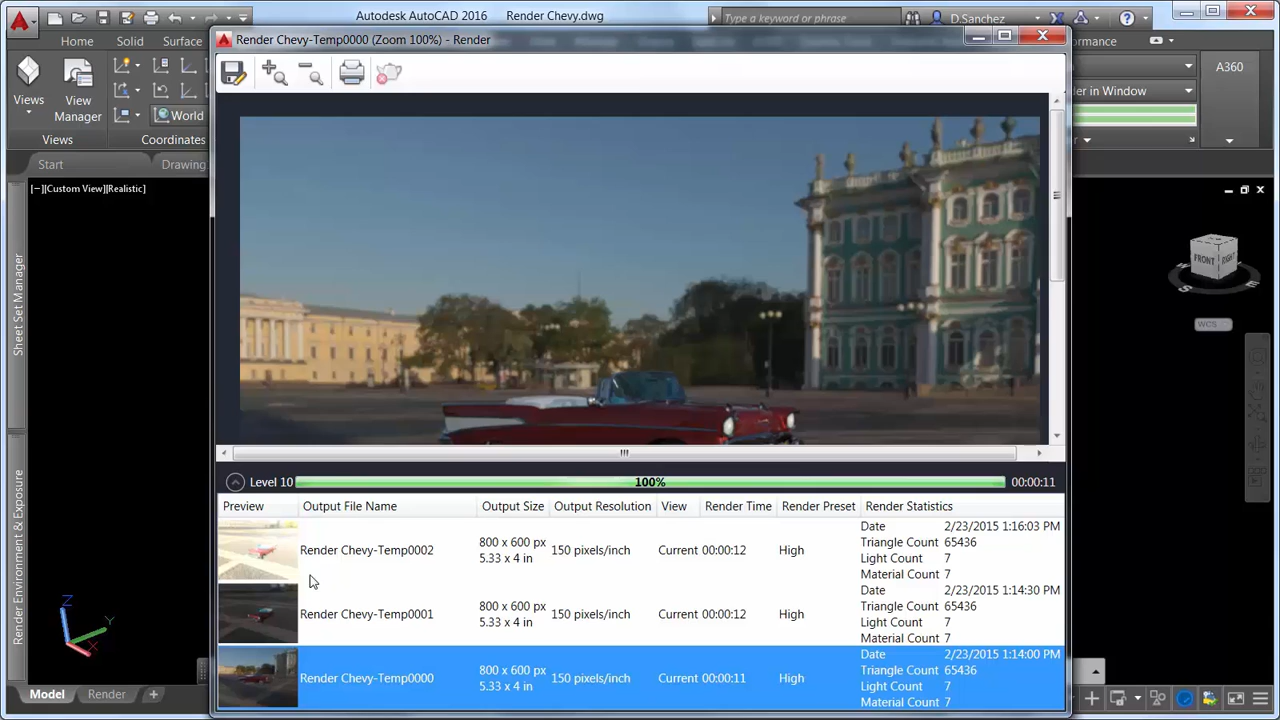 Autodesk AutoCAD 2016 Render Chevy.dwg
Type a keyword or phrase
D.Sanchez
Home Solid Surface
Render Chevy-Temp0000 (Zoom 100%) - Render
Views
View
Manager
World
Views
Coordinates
A360
Start
Drawing
[−][Custom View][Realistic]
Sheet Set Manager
Render Environment & Exposure
FRONT
RIGHT
S
E
WCS
Level 10
100%
00:00:11
Preview Output File Name Output Size Output Resolution View Render Time Render Preset Render Statistics
Render Chevy-Temp0002 800 x 600 px 5.33 x 4 in 150 pixels/inch Current 00:00:12 High
Date 2/23/2015 1:16:03 PM
Triangle Count 65436
Light Count 7
Material Count 7
Render Chevy-Temp0001 800 x 600 px 5.33 x 4 in 150 pixels/inch Current 00:00:12 High
Date 2/23/2015 1:14:30 PM
Triangle Count 65436
Light Count 7
Material Count 7
Render Chevy-Temp0000 800 x 600 px 5.33 x 4 in 150 pixels/inch Current 00:00:11 High
Date 2/23/2015 1:14:00 PM
Triangle Count 65436
Light Count 7
Material Count 7
Z
Y
X
Model Render +